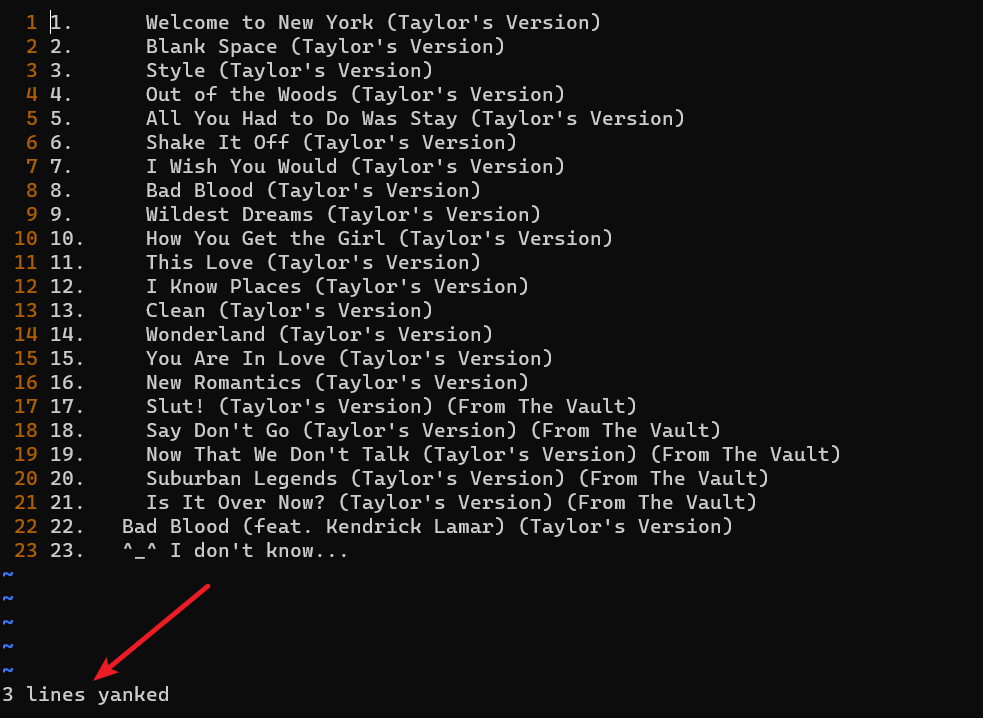 1 1.      Welcome to New York (Taylor's Version)
2 2.      Blank Space (Taylor's Version)
3 3.      Style (Taylor's Version)
4 4.      Out of the Woods (Taylor's Version)
5 5.      All You Had to Do Was Stay (Taylor's Version)
6 6.      Shake It Off (Taylor's Version)
7 7.      I Wish You Would (Taylor's Version)
8 8.      Bad Blood (Taylor's Version)
9 9.      Wildest Dreams (Taylor's Version)
10 10.     How You Get the Girl (Taylor's Version)
11 11.     This Love (Taylor's Version)
12 12.     I Know Places (Taylor's Version)
13 13.     Clean (Taylor's Version)
14 14.     Wonderland (Taylor's Version)
15 15.     You Are In Love (Taylor's Version)
16 16.     New Romantics (Taylor's Version)
17 17.     Slut! (Taylor's Version) (From The Vault)
18 18.     Say Don't Go (Taylor's Version) (From The Vault)
19 19.     Now That We Don't Talk (Taylor's Version) (From The Vault)
20 20.     Suburban Legends (Taylor's Version) (From The Vault)
21 21.     Is It Over Now? (Taylor's Version) (From The Vault)
22 22.   Bad Blood (feat. Kendrick Lamar) (Taylor's Version)
23 23.   ^_^ I don't know...
~
~
~
~
~
3 lines yanked